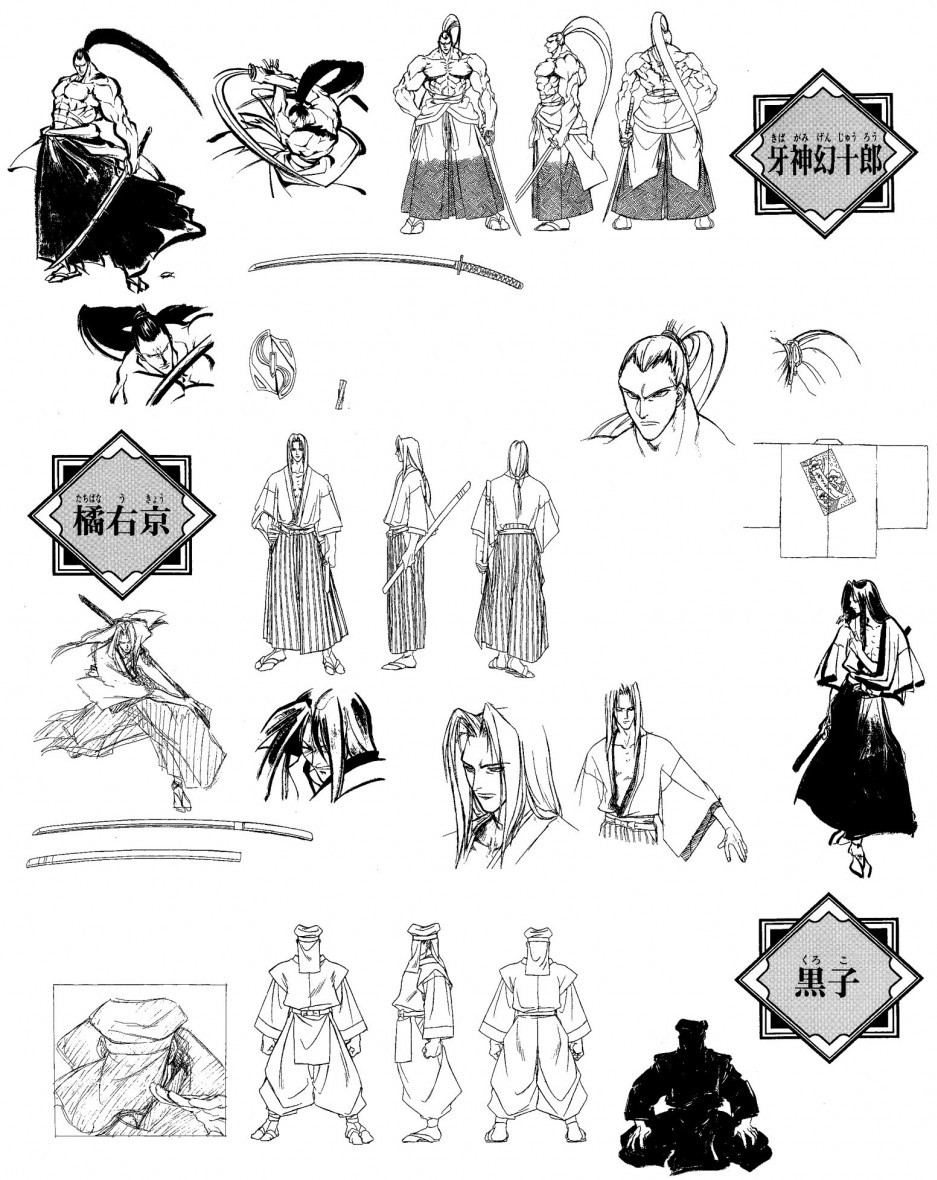 きば がみ げん じゅう ろう
牙神幻十郎
たちばな う きょう
橘右京
くろ こ
黒子